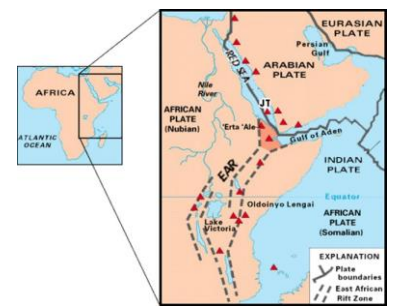 AFRICA
ATLANTIC
OCEAN
EURASIAN
PLATE
Persian
Gulf
ARABIAN
PLATE
RED SEA
Nile
River
JT
AFRICAN
PLATE
(Nubian)
'Erta 'Ale
Gulf of Aden
EAR
INDIAN
PLATE
Equator
Oldoinyo Lengai
AFRICAN
PLATE
(Somalian)
Lake
Victoria
EXPLANATION
Plate
boundaries
East African
Rift Zone